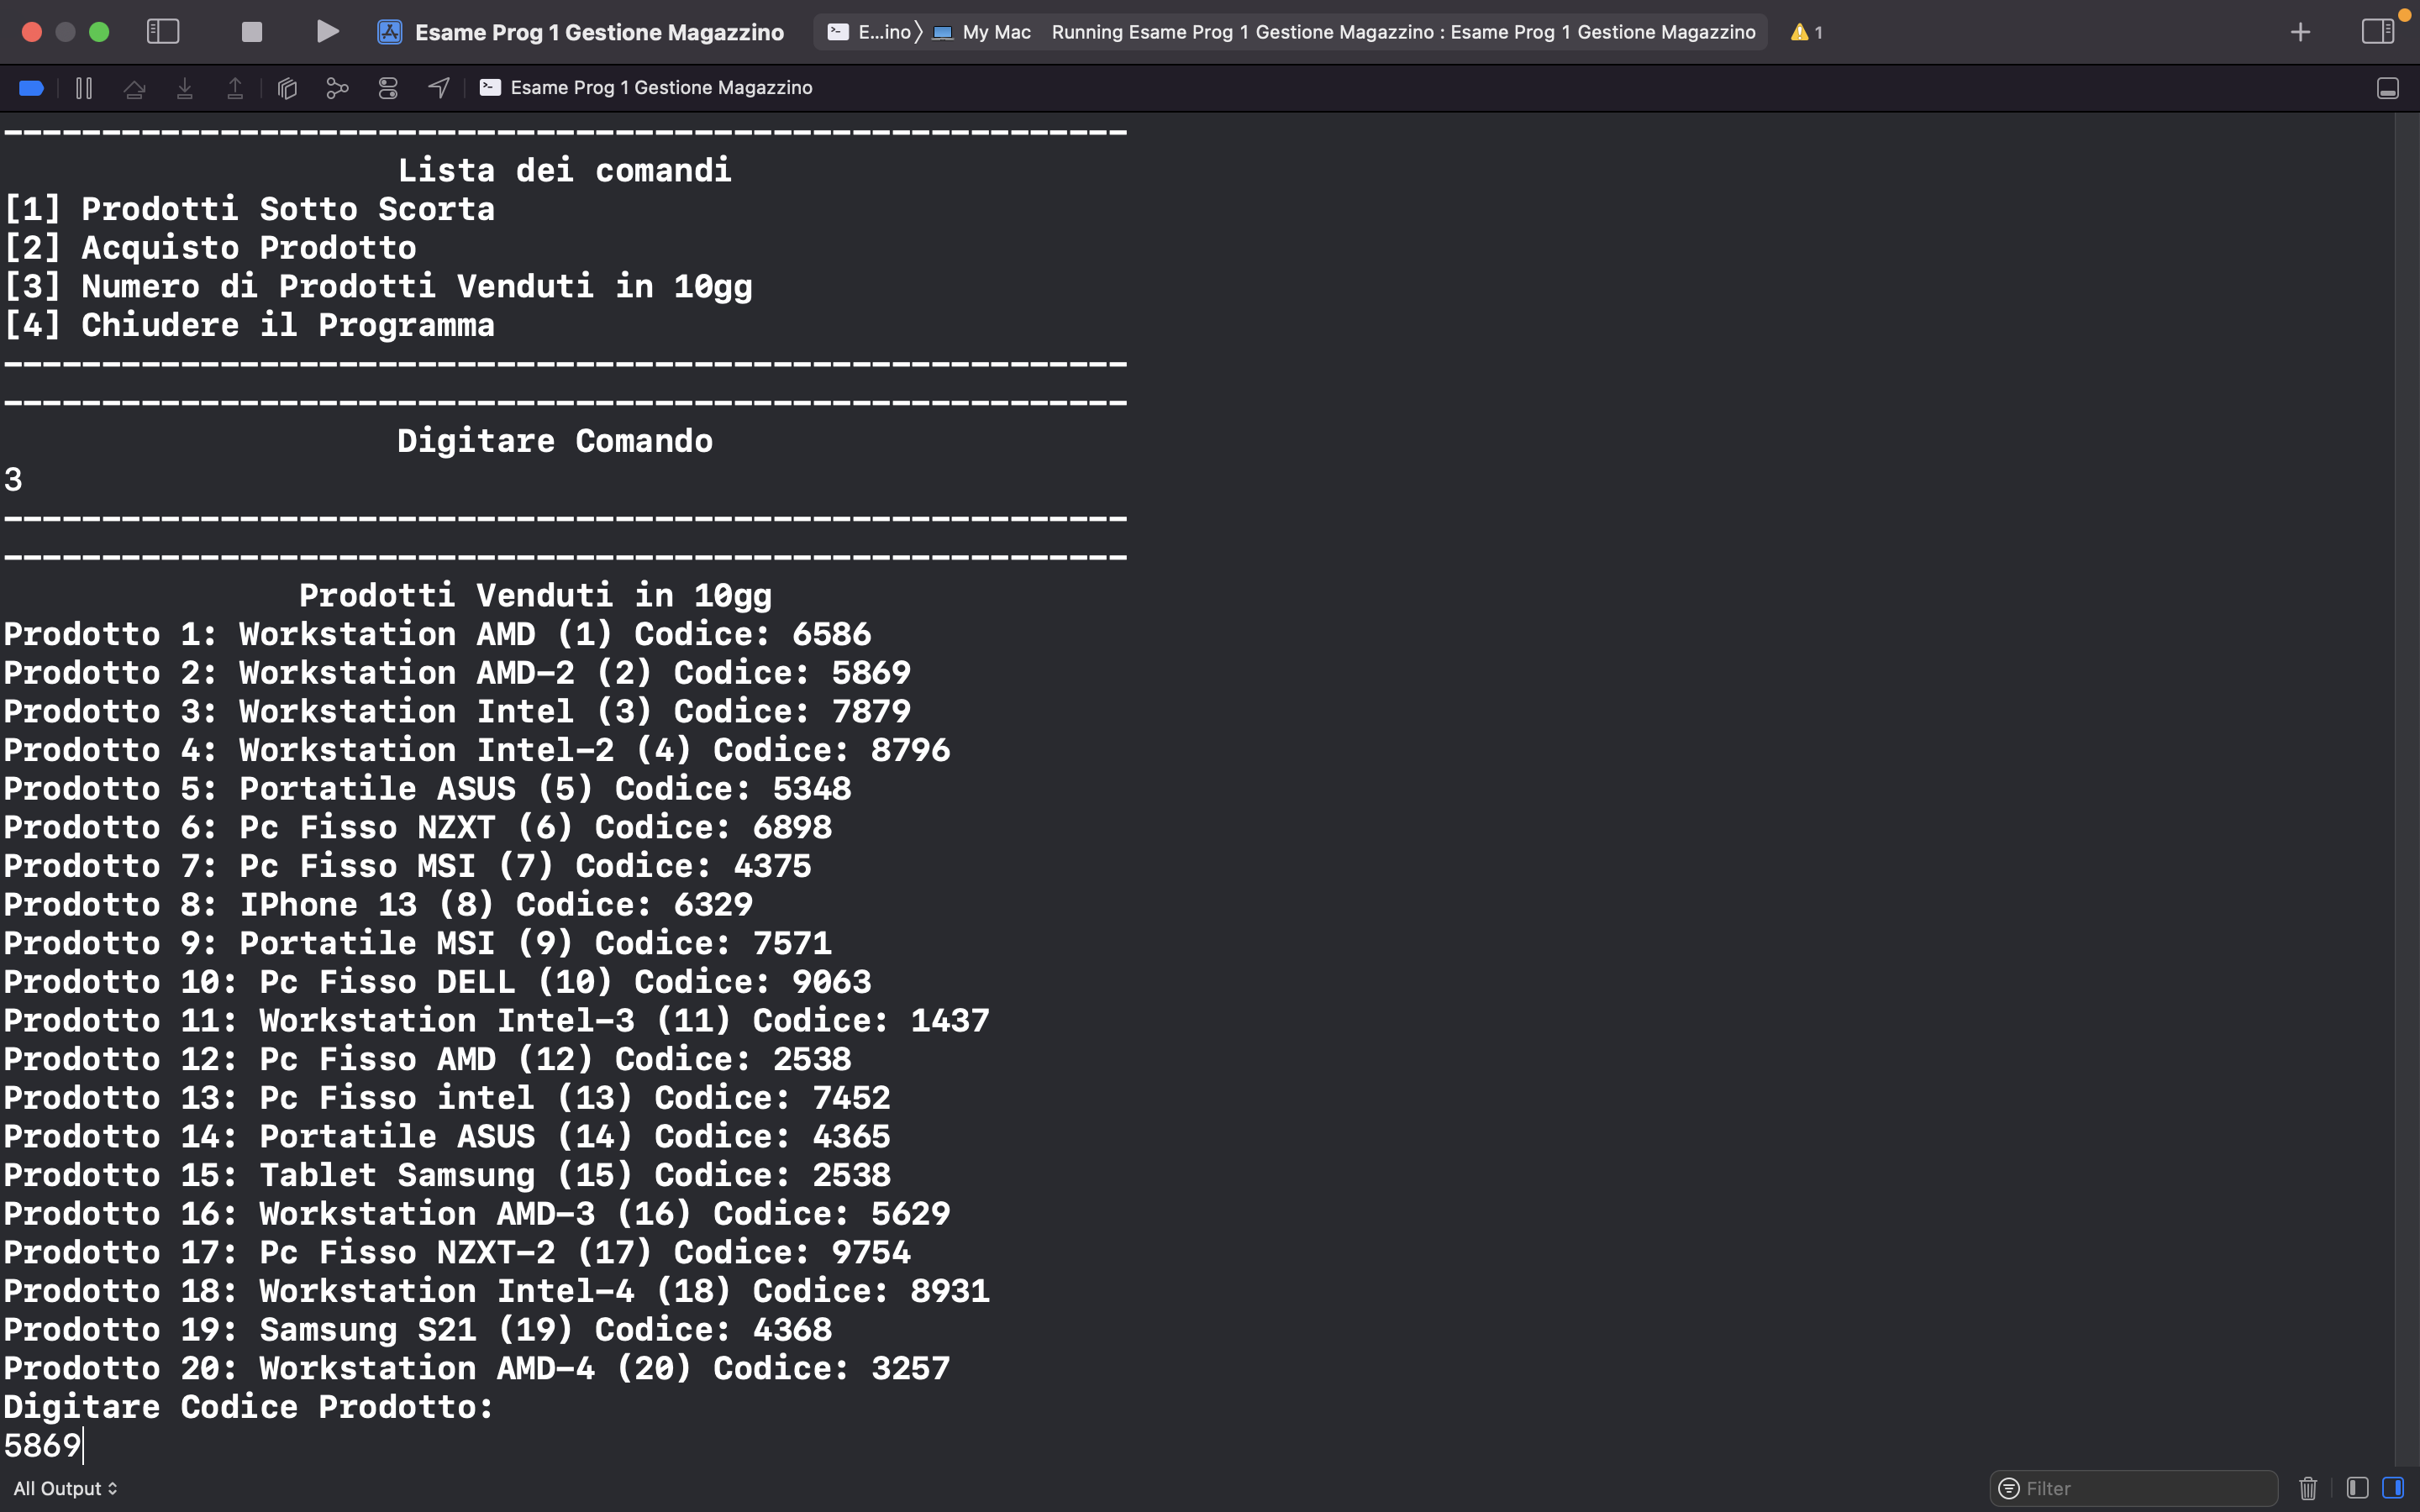 Esame Prog 1 Gestione Magazzino
E...ino 〉 My Mac Running Esame Prog 1 Gestione Magazzino : Esame Prog 1 Gestione Magazzino 1
Esame Prog 1 Gestione Magazzino
---------------------------------------------------------
Lista dei comandi
[1] Prodotti Sotto Scorta
[2] Acquisto Prodotto
[3] Numero di Prodotti Venduti in 10gg
[4] Chiudere il Programma
---------------------------------------------------------
---------------------------------------------------------
Digitare Comando
3
---------------------------------------------------------
---------------------------------------------------------
Prodotti Venduti in 10gg
Prodotto 1: Workstation AMD (1) Codice: 6586
Prodotto 2: Workstation AMD-2 (2) Codice: 5869
Prodotto 3: Workstation Intel (3) Codice: 7879
Prodotto 4: Workstation Intel-2 (4) Codice: 8796
Prodotto 5: Portatile ASUS (5) Codice: 5348
Prodotto 6: Pc Fisso NZXT (6) Codice: 6898
Prodotto 7: Pc Fisso MSI (7) Codice: 4375
Prodotto 8: IPhone 13 (8) Codice: 6329
Prodotto 9: Portatile MSI (9) Codice: 7571
Prodotto 10: Pc Fisso DELL (10) Codice: 9063
Prodotto 11: Workstation Intel-3 (11) Codice: 1437
Prodotto 12: Pc Fisso AMD (12) Codice: 2538
Prodotto 13: Pc Fisso intel (13) Codice: 7452
Prodotto 14: Portatile ASUS (14) Codice: 4365
Prodotto 15: Tablet Samsung (15) Codice: 2538
Prodotto 16: Workstation AMD-3 (16) Codice: 5629
Prodotto 17: Pc Fisso NZXT-2 (17) Codice: 9754
Prodotto 18: Workstation Intel-4 (18) Codice: 8931
Prodotto 19: Samsung S21 (19) Codice: 4368
Prodotto 20: Workstation AMD-4 (20) Codice: 3257
Digitare Codice Prodotto:
5869
All Output
Filter